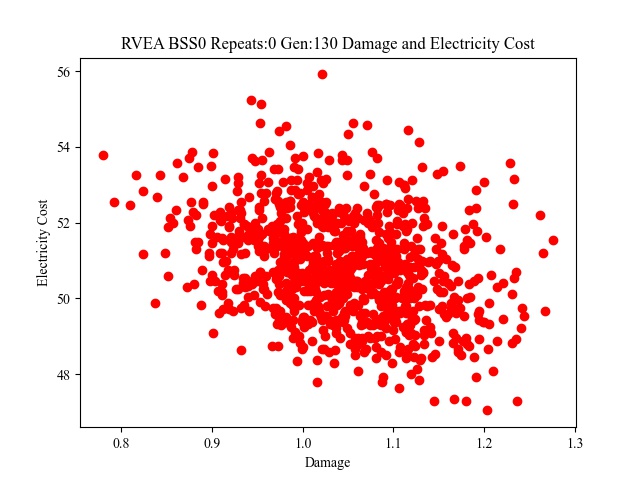 RVEA BSS0 Repeats:0 Gen:130 Damage and Electricity Cost
56
54
52
50
48
Electricity Cost
0.8 0.9 1.0 1.1 1.2 1.3
Damage